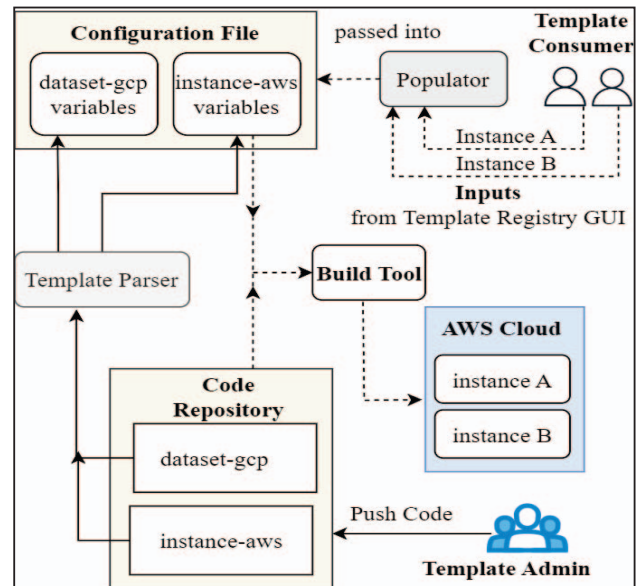 Configuration File
dataset-gcp
variables
instance-aws
variables
passed into
Populator
Template
Consumer
Instance A
Instance B
Inputs
from Template Registry GUI
Template Parser
Build Tool
AWS Cloud
instance A
instance B
Code
Repository
dataset-gcp
instance-aws
Push Code
Template Admin